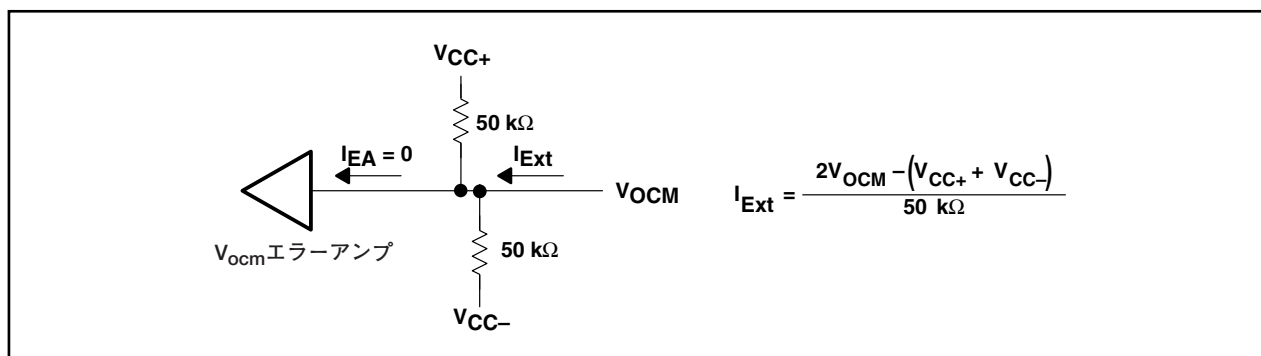 VCC+
50 kΩ
IEA = 0
IExt
VOCM
Vocmエラーアンプ
50 kΩ
VCC−
IExt = 2VOCM − (VCC+ + VCC−)
50 kΩ